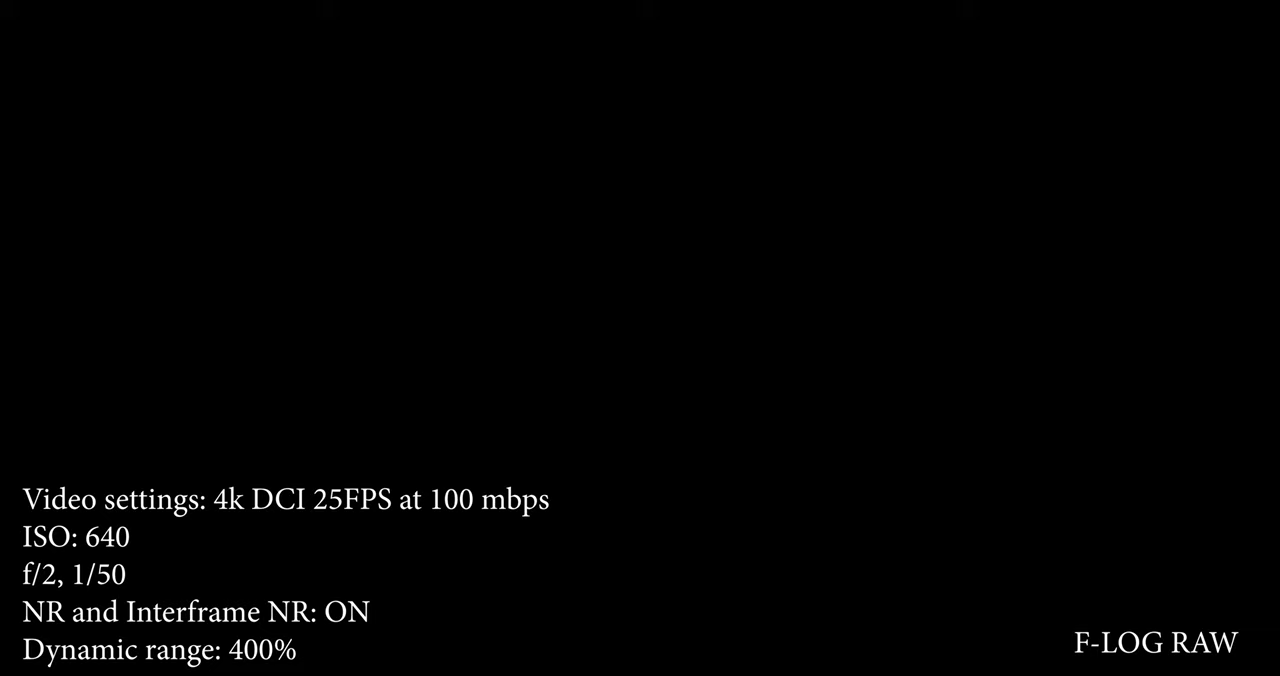 Video settings: 4k DCI 25FPS at 100 mbps
ISO: 640
f/2, 1/50
NR and Interframe NR: ON
Dynamic range: 400%
F-LOG RAW